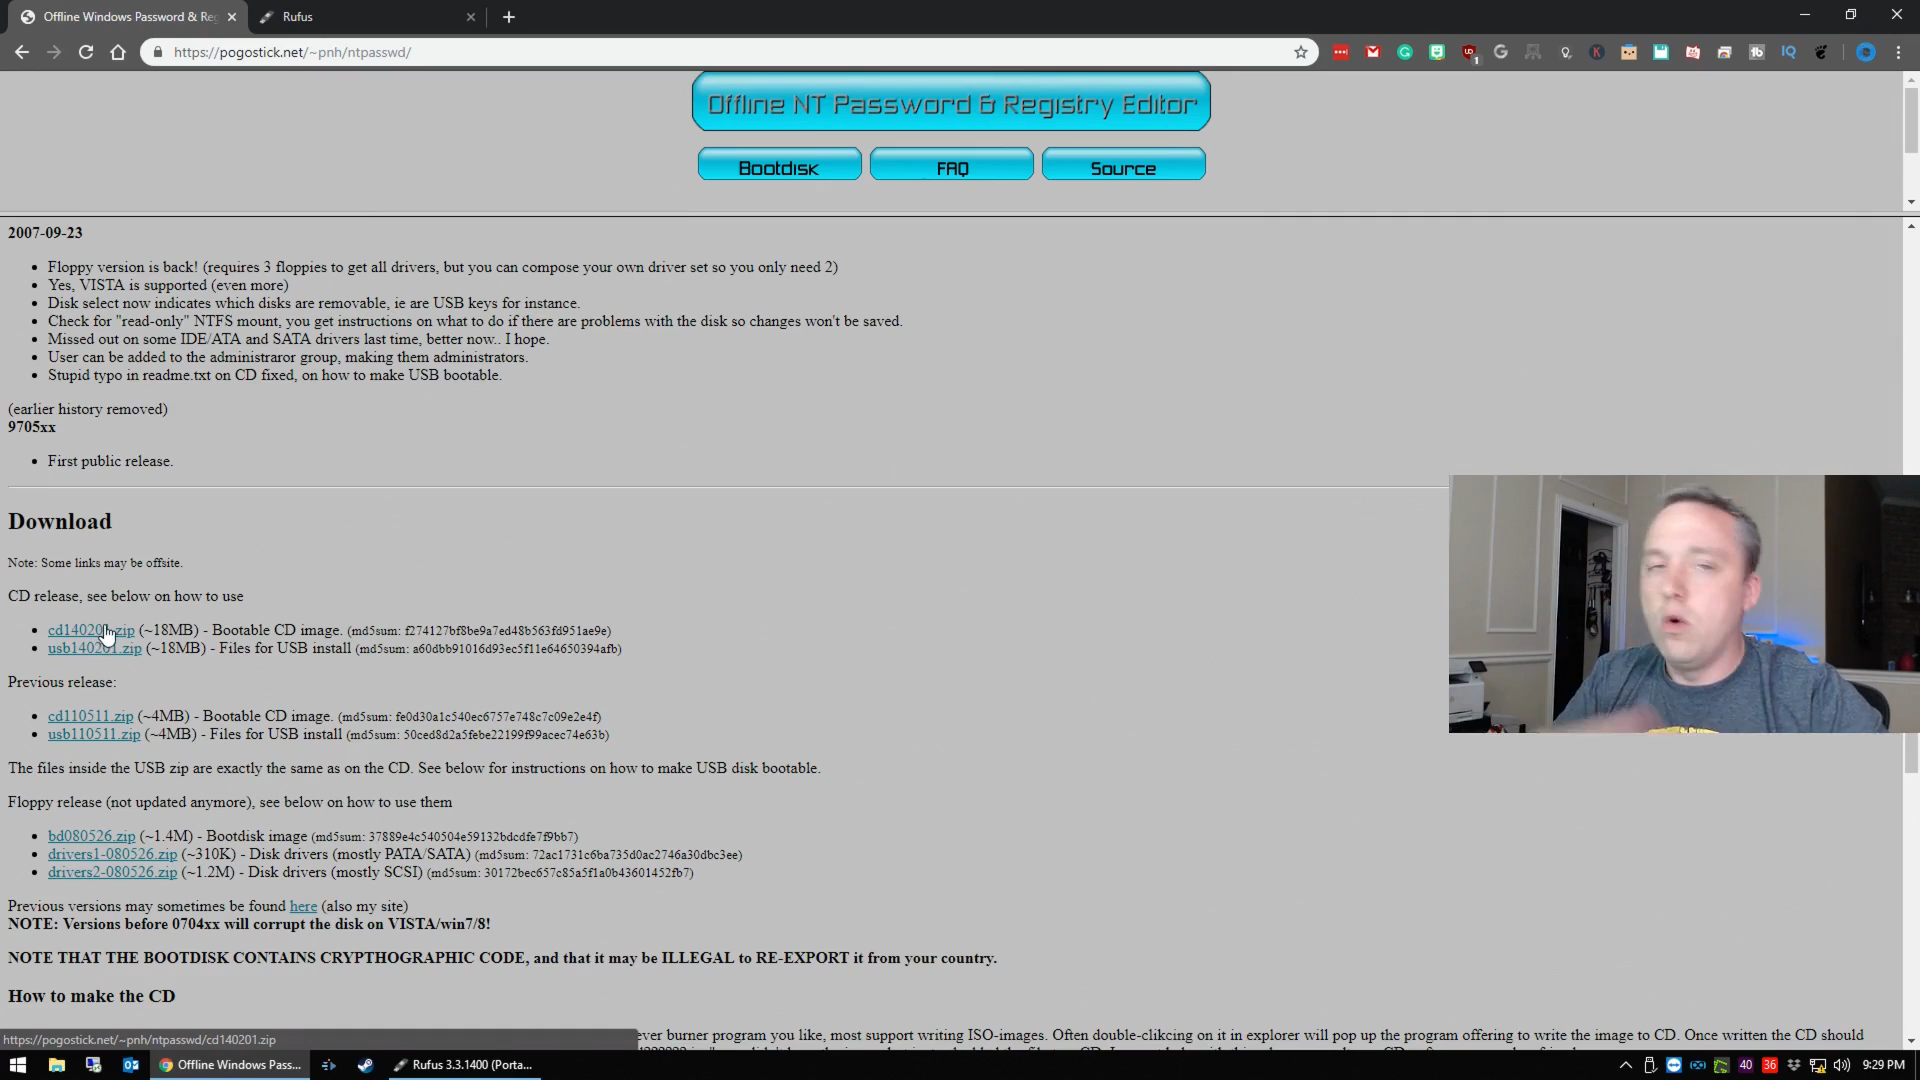 Offline Windows Password & Re
Rufus
https://pogostick.net/~pnh/ntpasswd/
1
Offline NT Password & Registry Editor
Bootdisk
FAQ
Source
2007-09-23
Floppy version is back! (requires 3 floppies to get all drivers, but you can compose your own driver set so you only need 2)
Yes, VISTA is supported (even more)
Disk select now indicates which disks are removable, ie are USB keys for instance.
Check for "read-only" NTFS mount, you get instructions on what to do if there are problems with the disk so changes won't be saved.
Missed out on some IDE/ATA and SATA drivers last time, better now.. I hope.
User can be added to the administraror group, making them administrators.
Stupid typo in readme.txt on CD fixed, on how to make USB bootable.
(earlier history removed)
9705xx
First public release.
Download
Note: Some links may be offsite.
CD release, see below on how to use
cd140201.zip (~18MB) - Bootable CD image. (md5sum: f274127bf8be9a7ed48b563fd951ae9e)
usb140201.zip (~18MB) - Files for USB install (md5sum: a60dbb91016d93ec5f11e64650394afb)
Previous release:
cd110511.zip (~4MB) - Bootable CD image. (md5sum: fe0d30a1c540ec6757e748c7c09e2e4f)
usb110511.zip (~4MB) - Files for USB install (md5sum: 50ced8d2a5febe22199f99acec74e63b)
The files inside the USB zip are exactly the same as on the CD. See below for instructions on how to make USB disk bootable.
Floppy release (not updated anymore), see below on how to use them
bd080526.zip (~1.4M) - Bootdisk image (md5sum: 37889e4c540504e59132bdcdfe7f9bb7)
drivers1-080526.zip (~310K) - Disk drivers (mostly PATA/SATA) (md5sum: 72ac1731c6ba735d0ac2746a30dbc3ee)
drivers2-080526.zip (~1.2M) - Disk drivers (mostly SCSI) (md5sum: 30172bec657c85a5f1a0b43601452fb7)
Previous versions may sometimes be found here (also my site)
NOTE: Versions before 0704xx will corrupt the disk on VISTA/win7/8!
NOTE THAT THE BOOTDISK CONTAINS CRYPTHOGRAPHIC CODE, and that it may be ILLEGAL to RE-EXPORT it from your country.
How to make the CD
ever burner program you like, most support writing ISO-images. Often double-clikcing on it in explorer will pop up the program offering to write the image to CD. Once written the CD should
https://pogostick.net/~pnh/ntpasswd/cd140201.zip
Offline Windows Pass...
Rufus 3.3.1400 (Porta...
40
36
9:29 PM